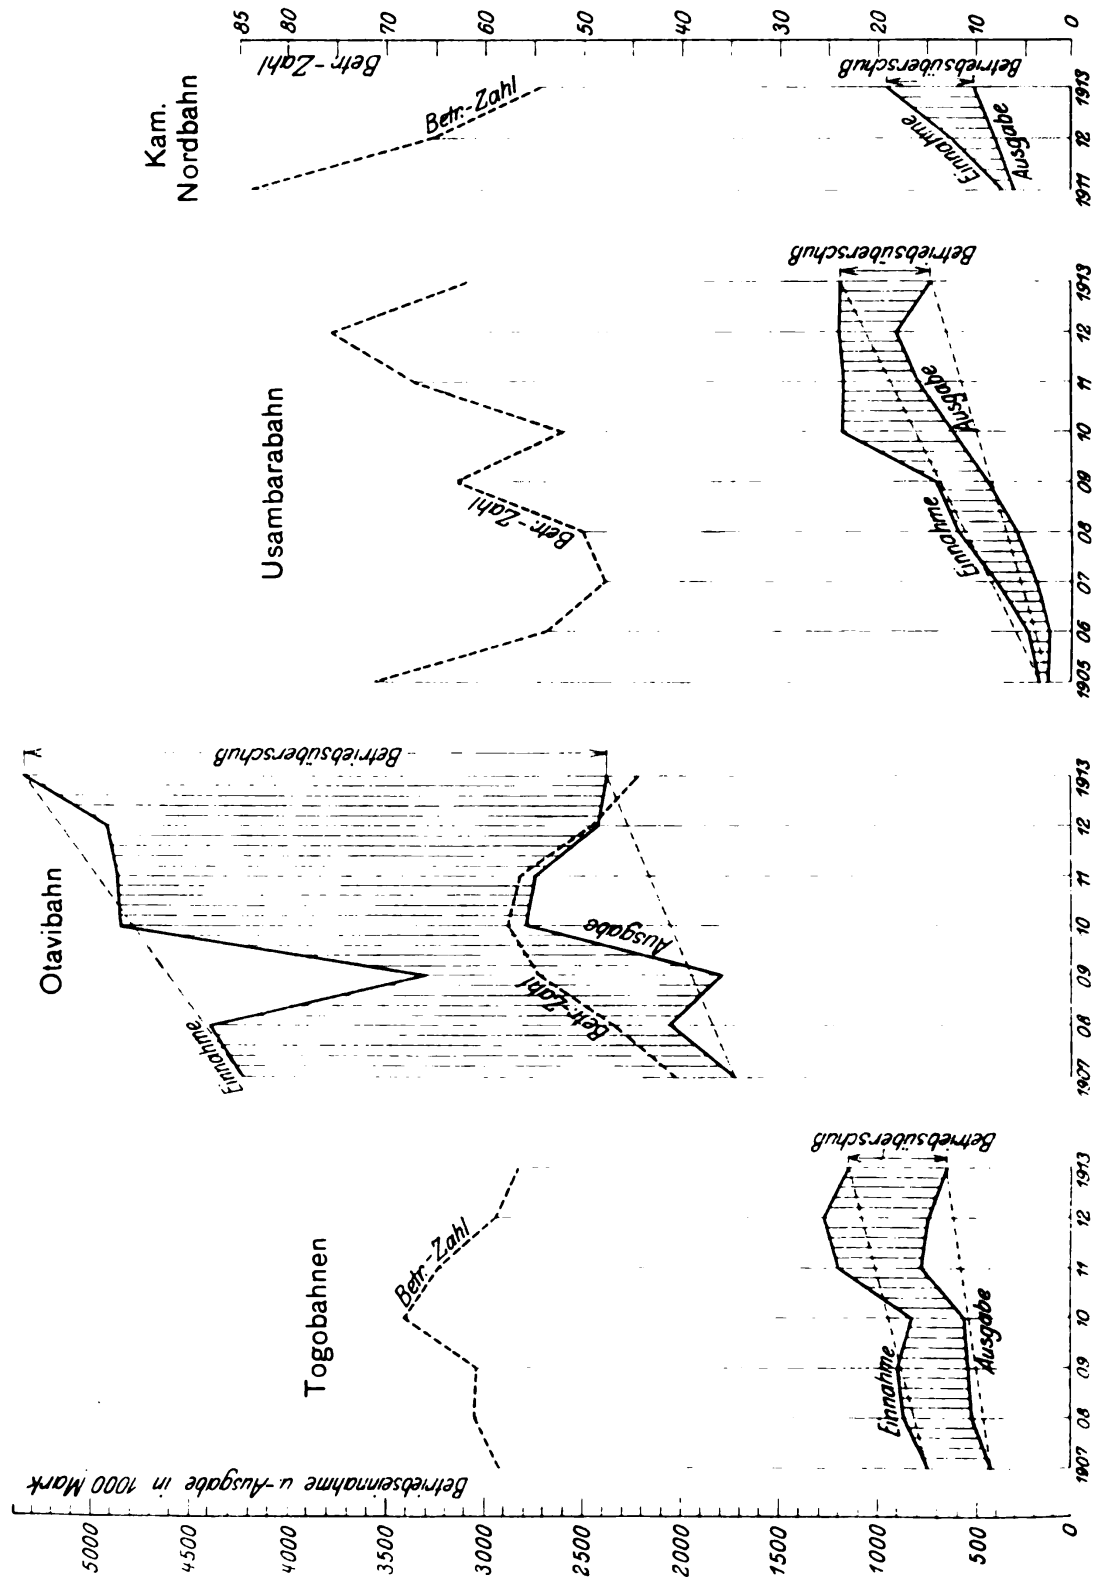 Betriebseinnahme u-Ausgabe in 1000 Mark
5000
4500
4000
3500
3000
2500
2000
1500
1000
500
0
Togobahnen
Betr.-Zahl
Einnahme
Ausgabe
Betriebsüberschuß
1907
08
09
10
11
12
1913
Otavibahn
Einnahme
Betr.-Zahl
Ausgabe
Betriebsüberschuß
1907
08
09
10
11
12
1913
Usambarabahn
Betr.-Zahl
Einnahme
Ausgabe
Betriebsüberschuß
1905
06
07
08
09
10
11
12
1913
Kam.
Nordbahn
Betr.-Zahl
Einnahme
Ausgabe
Betriebsüberschuß
1911
12
1913
Betr.-Zahl
85
80
70
60
50
40
30
20
10
0